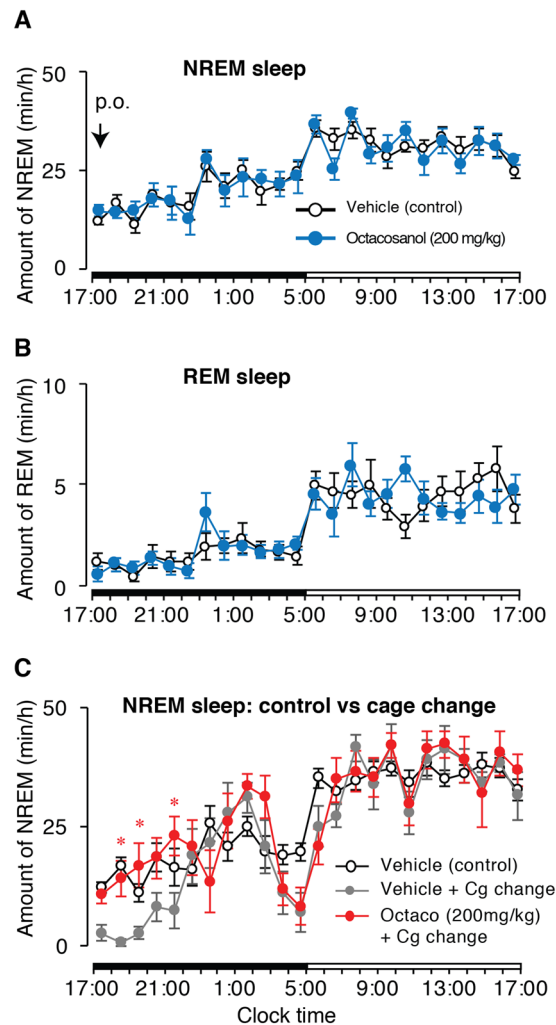 A
NREM sleep
Amount of NREM (min/h)
50
25
0
p.o.
Vehicle (control)
Octacosanol (200 mg/kg)
17:00 21:00 1:00 5:00 9:00 13:00 17:00
B
REM sleep
Amount of REM (min/h)
10
5
0
17:00 21:00 1:00 5:00 9:00 13:00 17:00
C
NREM sleep: control vs cage change
Amount of NREM (min/h)
50
25
0
* * *
Vehicle (control)
Vehicle + Cg change
Octaco (200mg/kg)
+ Cg change
17:00 21:00 1:00 5:00 9:00 13:00 17:00
Clock time